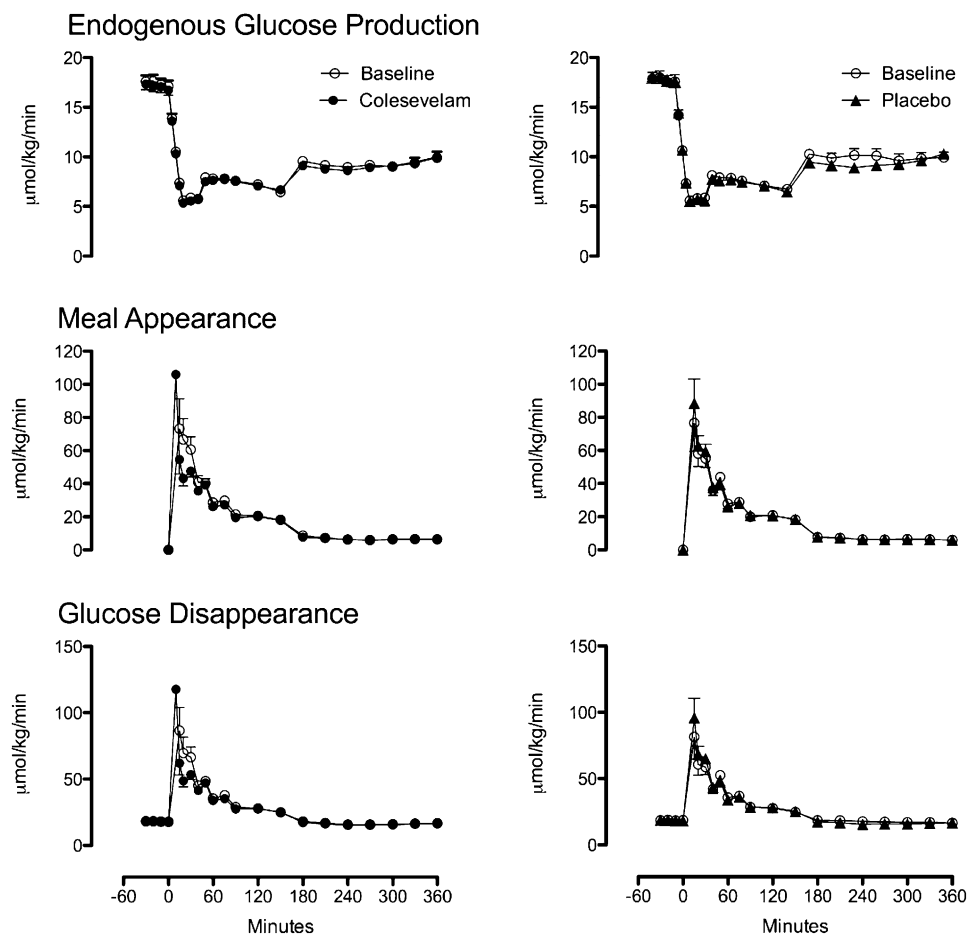 Endogenous Glucose Production
20
15
10
5
0
µmol/kg/min
Baseline
Colesevelam
20
15
10
5
0
µmol/kg/min
Baseline
Placebo
Meal Appearance
120
100
80
60
40
20
0
µmol/kg/min
120
100
80
60
40
20
0
µmol/kg/min
Glucose Disappearance
150
100
50
0
µmol/kg/min
150
100
50
0
µmol/kg/min
-60 0 60 120 180 240 300 360
Minutes
-60 0 60 120 180 240 300 360
Minutes